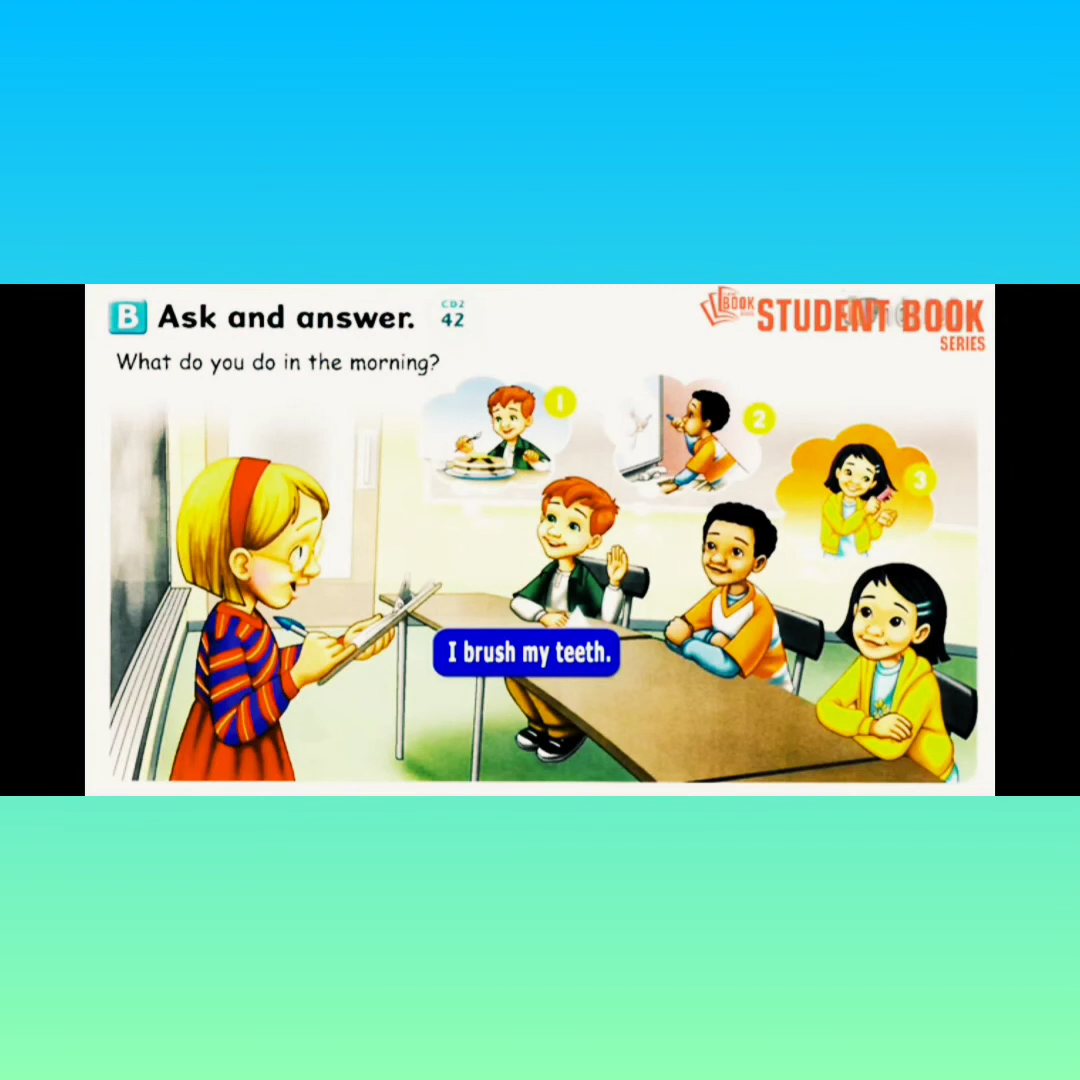 B Ask and answer.
CD2
42
BOOK
STUDENT BOOK
SERIES
What do you do in the morning?
1
2
3
I brush my teeth.